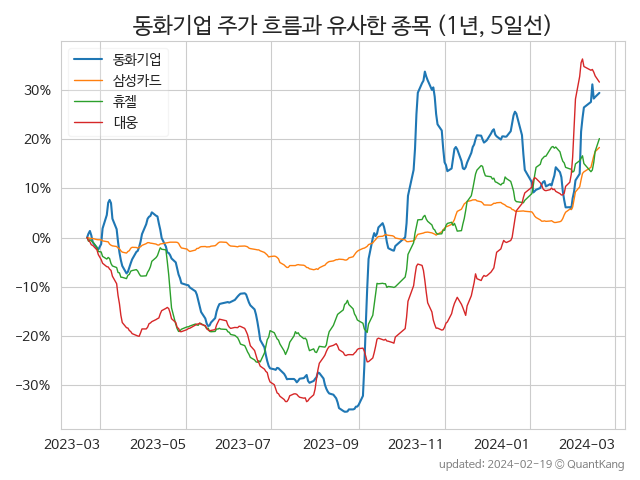 동화기업 주가 흐름과 유사한 종목 (1년, 5일선)
동화기업
삼성카드
휴젤
대웅
30%
20%
10%
0%
−10%
−20%
−30%
2023-03 2023-05 2023-07 2023-09 2023-11 2024-01 2024-03
updated: 2024-02-19 © QuantKang